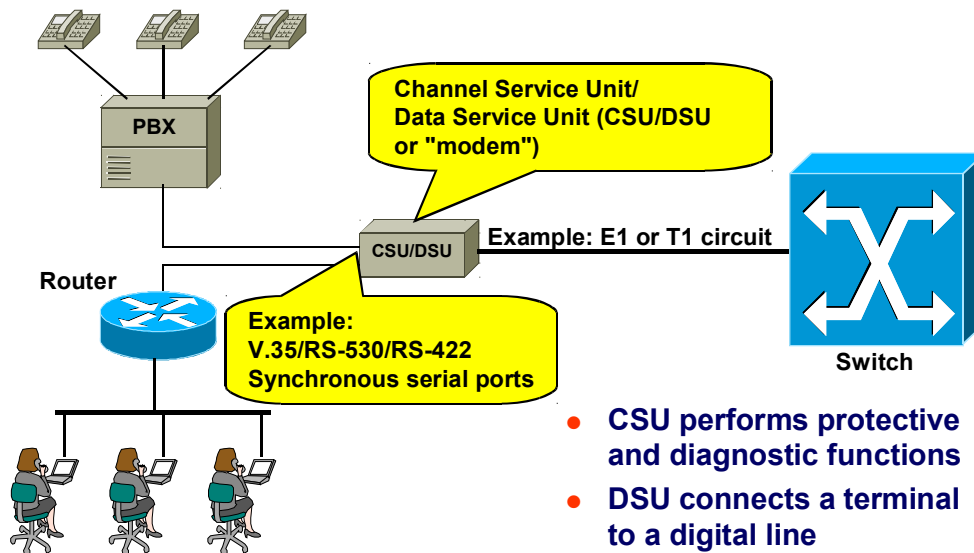 PBX
Channel Service Unit/
Data Service Unit (CSU/DSU
or "modem")
CSU/DSU
Example: E1 or T1 circuit
Router
Example:
V.35/RS-530/RS-422
Synchronous serial ports
Switch
• CSU performs protective
and diagnostic functions
• DSU connects a terminal
to a digital line